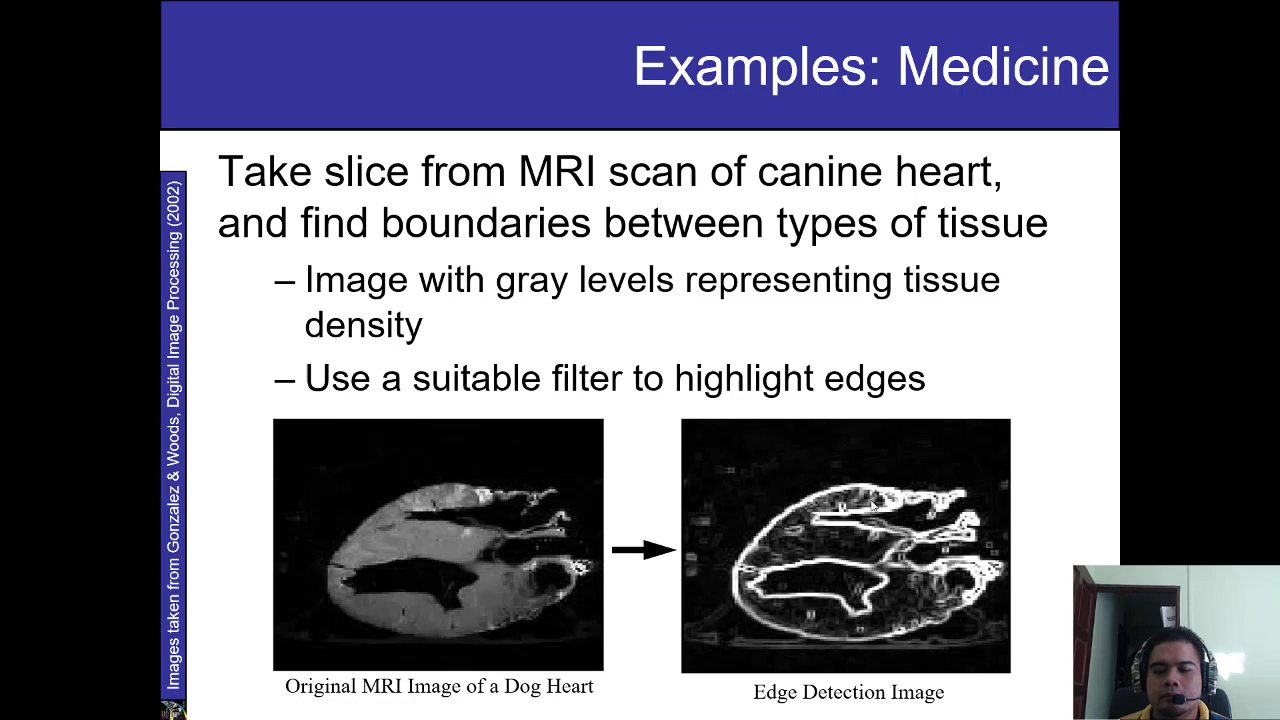 Examples: Medicine
Take slice from MRI scan of canine heart,
and find boundaries between types of tissue
– Image with gray levels representing tissue
density
– Use a suitable filter to highlight edges
Images taken from Gonzalez & Woods, Digital Image Processing (2002)
Original MRI Image of a Dog Heart
Edge Detection Image